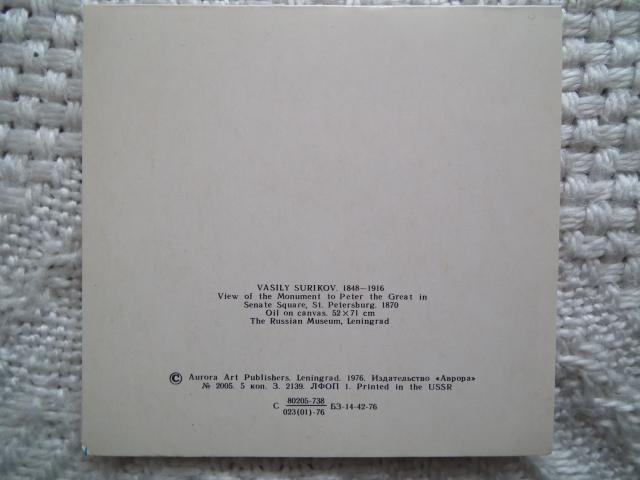 VASILY SURIKOV. 1848—1916
View of the Monument to Peter the Great in
Senate Square, St. Petersburg. 1870
Oil on canvas. 52×71 cm
The Russian Museum, Leningrad
© Aurora Art Publishers. Leningrad. 1976. Издательство «Аврора»
№ 2005. 5 коп. З. 2139. ЛФОП 1. Printed in the USSR
С 80205-738 БЗ-14-42-76
023(01)-76